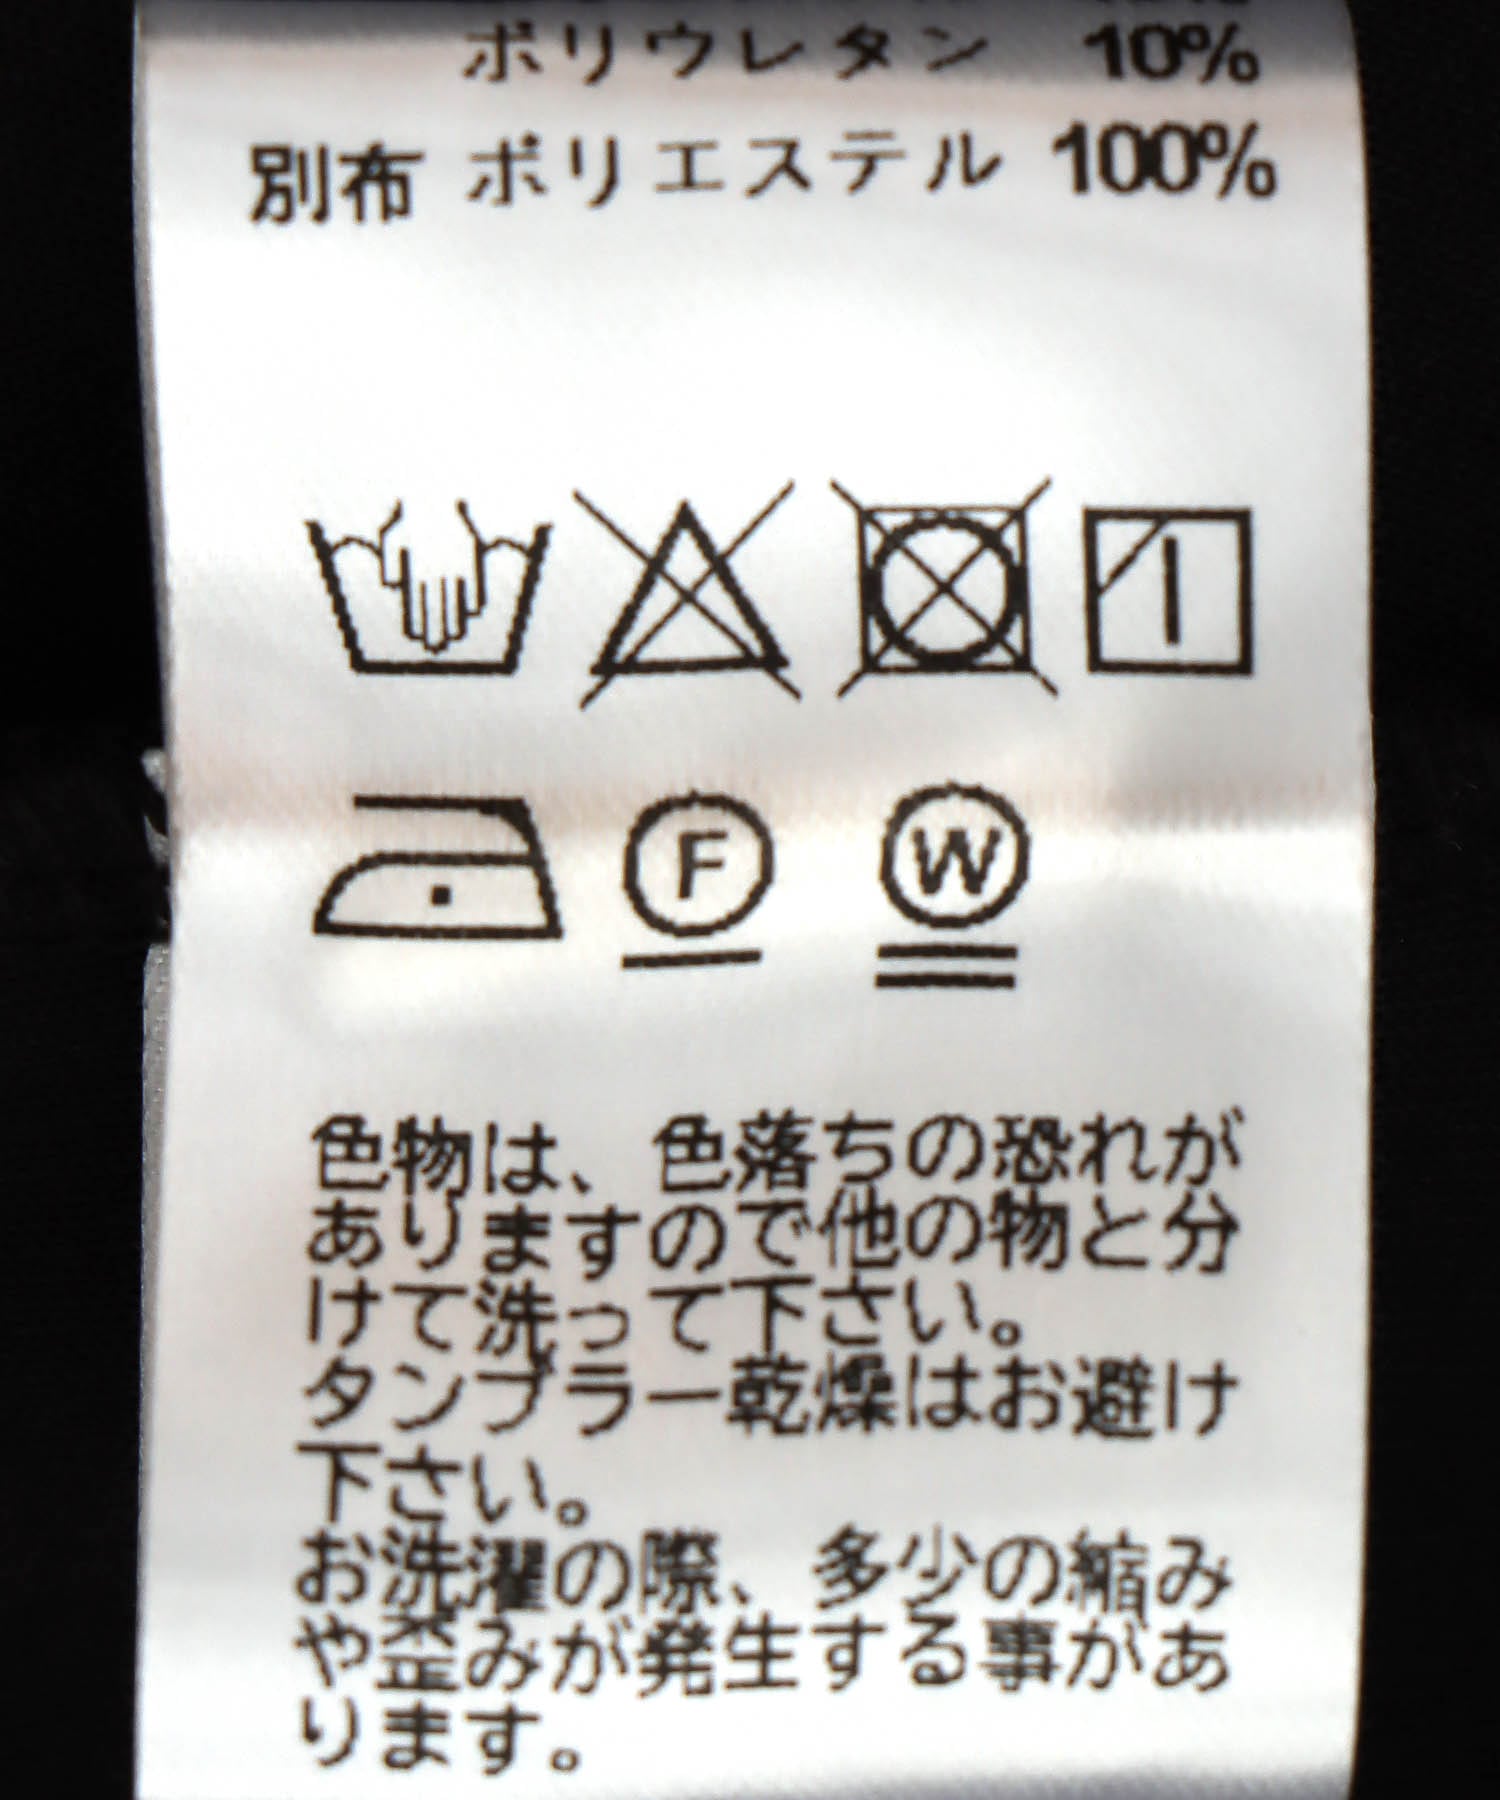 ポリウレタン 10%
別布 ポリエステル 100%
F W
色物は、色落ちの恐れが
ありますので他の物と分
けて洗って下さい。
タンブラー乾燥はお避け
下さい。
お洗濯の際、多少の縮み
や歪みが発生する事があ
ります。